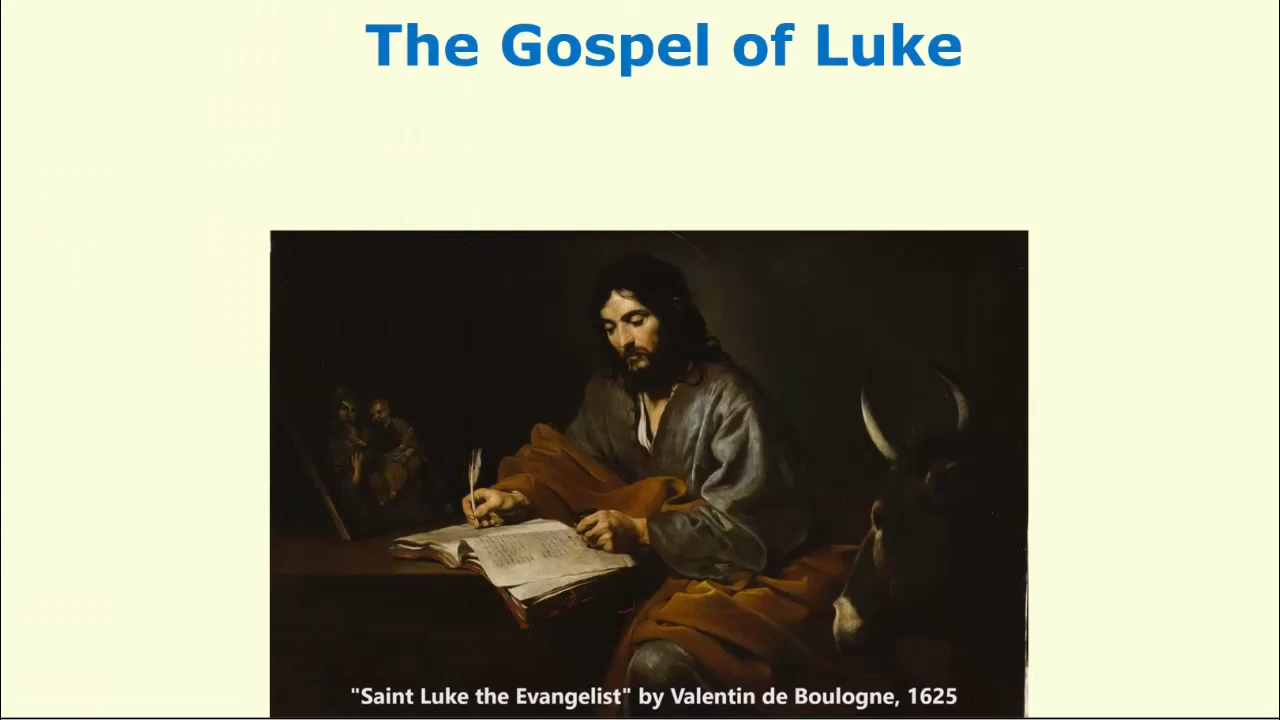 The Gospel of Luke
"Saint Luke the Evangelist" by Valentin de Boulogne, 1625